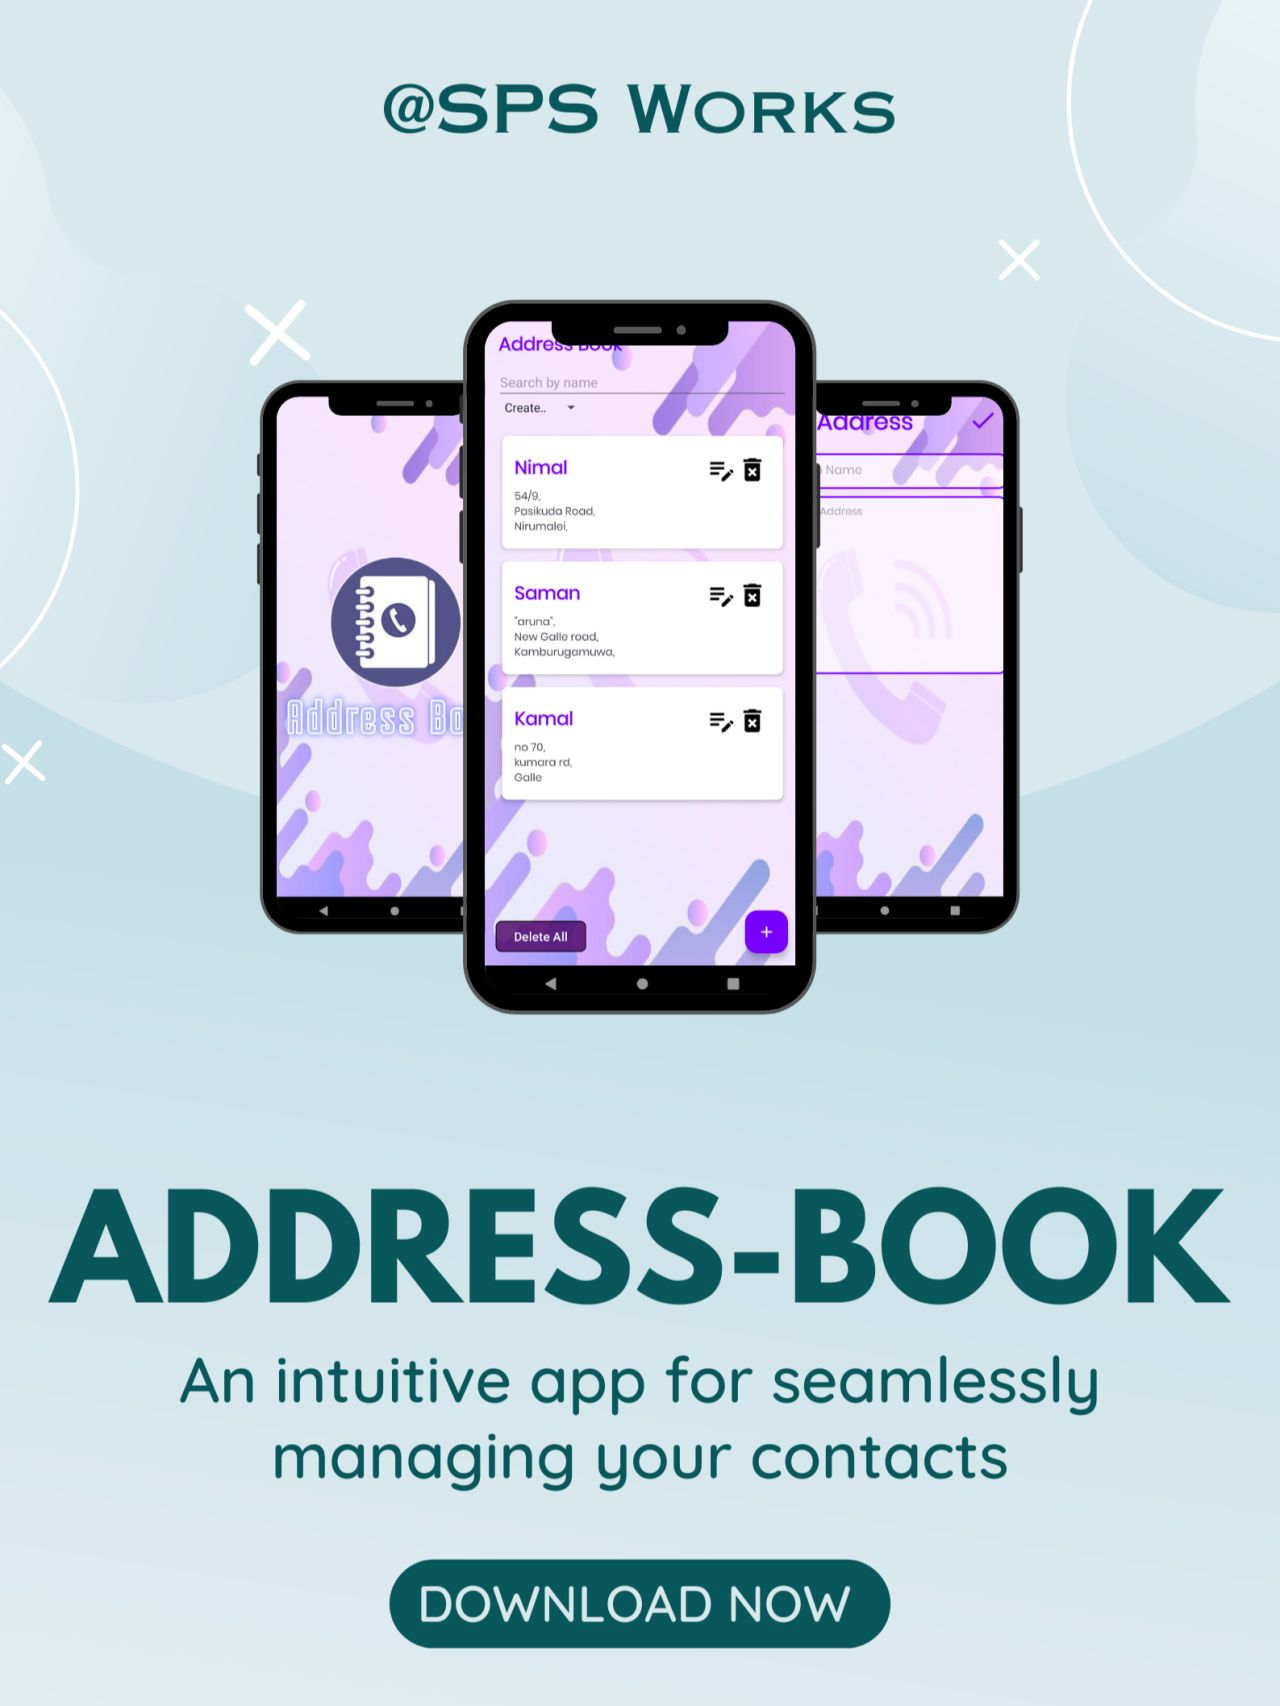 @SPS WORKS
Address Book
Search by name
Create..
Nimal
54/9,
Pasikuda Road,
Nirumalei,
Saman
"aruna",
New Galle road,
Kamburugamuwa,
Kamal
no 70,
kumara rd,
Galle
Delete All
+
Address Bo
Address
Name
Address
ADDRESS-BOOK
An intuitive app for seamlessly
managing your contacts
DOWNLOAD NOW